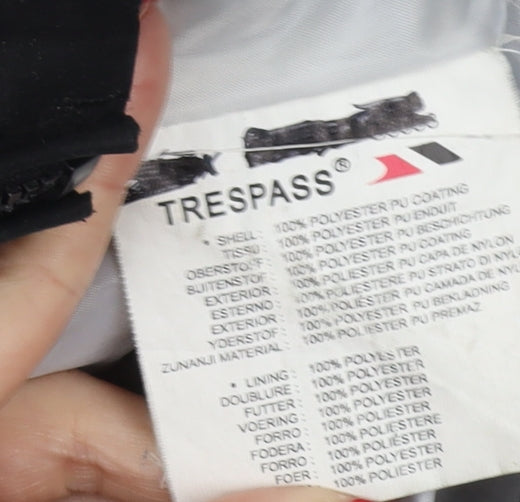 TRESPASS®
• SHELL: 100% POLYESTER PU COATING
TISSU: 100% POLYESTER PU ENDUIT
OBERSTOFF: 100% POLYESTER PU BESCHICHTUNG
BUITENSTOF: 100% POLYESTER PU COATING
EXTERIOR: 100% POLIESTER PU CAPA DE NYLON
ESTERNO: 100% POLIESTERE PU STRATO DI NYLON
EXTERIOR: 100% POLIÉSTER PU CAMADA DE NYLON
YDERSTOF: 100% POLYESTER PU BEKLÆDNING
ZUNANJI MATERIAL: 100% POLIESTER PU PREMAZ
• LINING: 100% POLYESTER
DOUBLURE: 100% POLYESTER
FUTTER: 100% POLYESTER
VOERING: 100% POLYESTER
FORRO: 100% POLIESTER
FODERA: 100% POLIESTERE
FORRO: 100% POLIÉSTER
FOER: 100% POLYESTER
100% POLIESTER